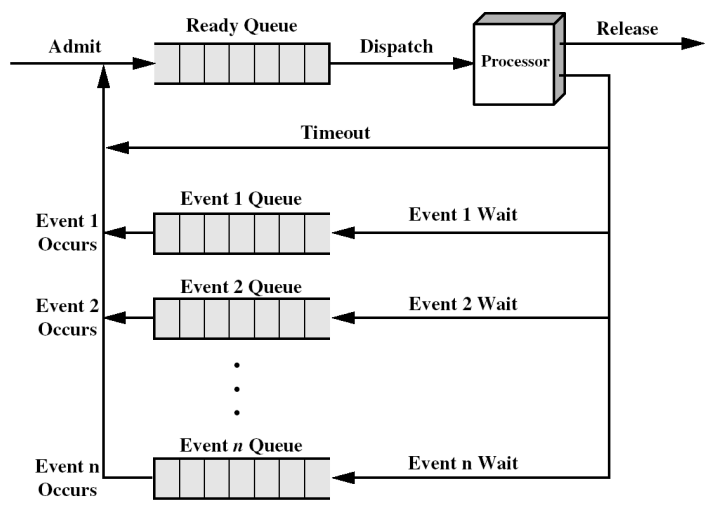 Ready Queue
Admit
Dispatch
Processor
Release
Timeout
Event 1 Queue
Event 1
Occurs
Event 1 Wait
Event 2 Queue
Event 2
Occurs
Event 2 Wait
Event n Queue
Event n
Occurs
Event n Wait